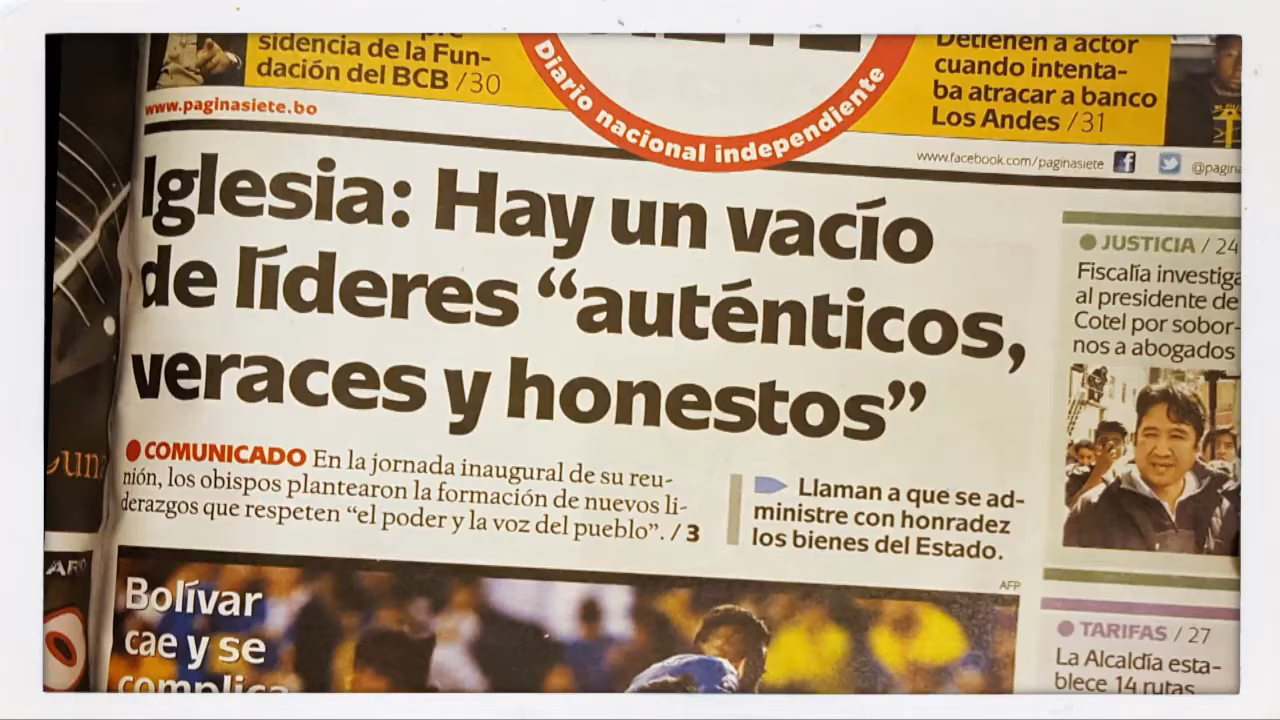 sidencia de la Fun-
dación del BCB /30
Diario nacional independiente
Detienen a actor
cuando intenta-
ba atracar a banco
Los Andes /31
www.paginasiete.bo
www.facebook.com/paginasiete
@pagina
Iglesia: Hay un vacío
de líderes “auténticos,
veraces y honestos”
COMUNICADO En la jornada inaugural de su reu-
nión, los obispos plantearon la formación de nuevos li-
derazgos que respeten “el poder y la voz del pueblo”. / 3
Llaman a que se ad-
ministre con honradez
los bienes del Estado.
JUSTICIA / 24
Fiscalía investiga
al presidente de
Cotel por sobor-
nos a abogados
AFP
Bolívar
cae y se
complica
TARIFAS / 27
La Alcaldía esta-
blece 14 rutas